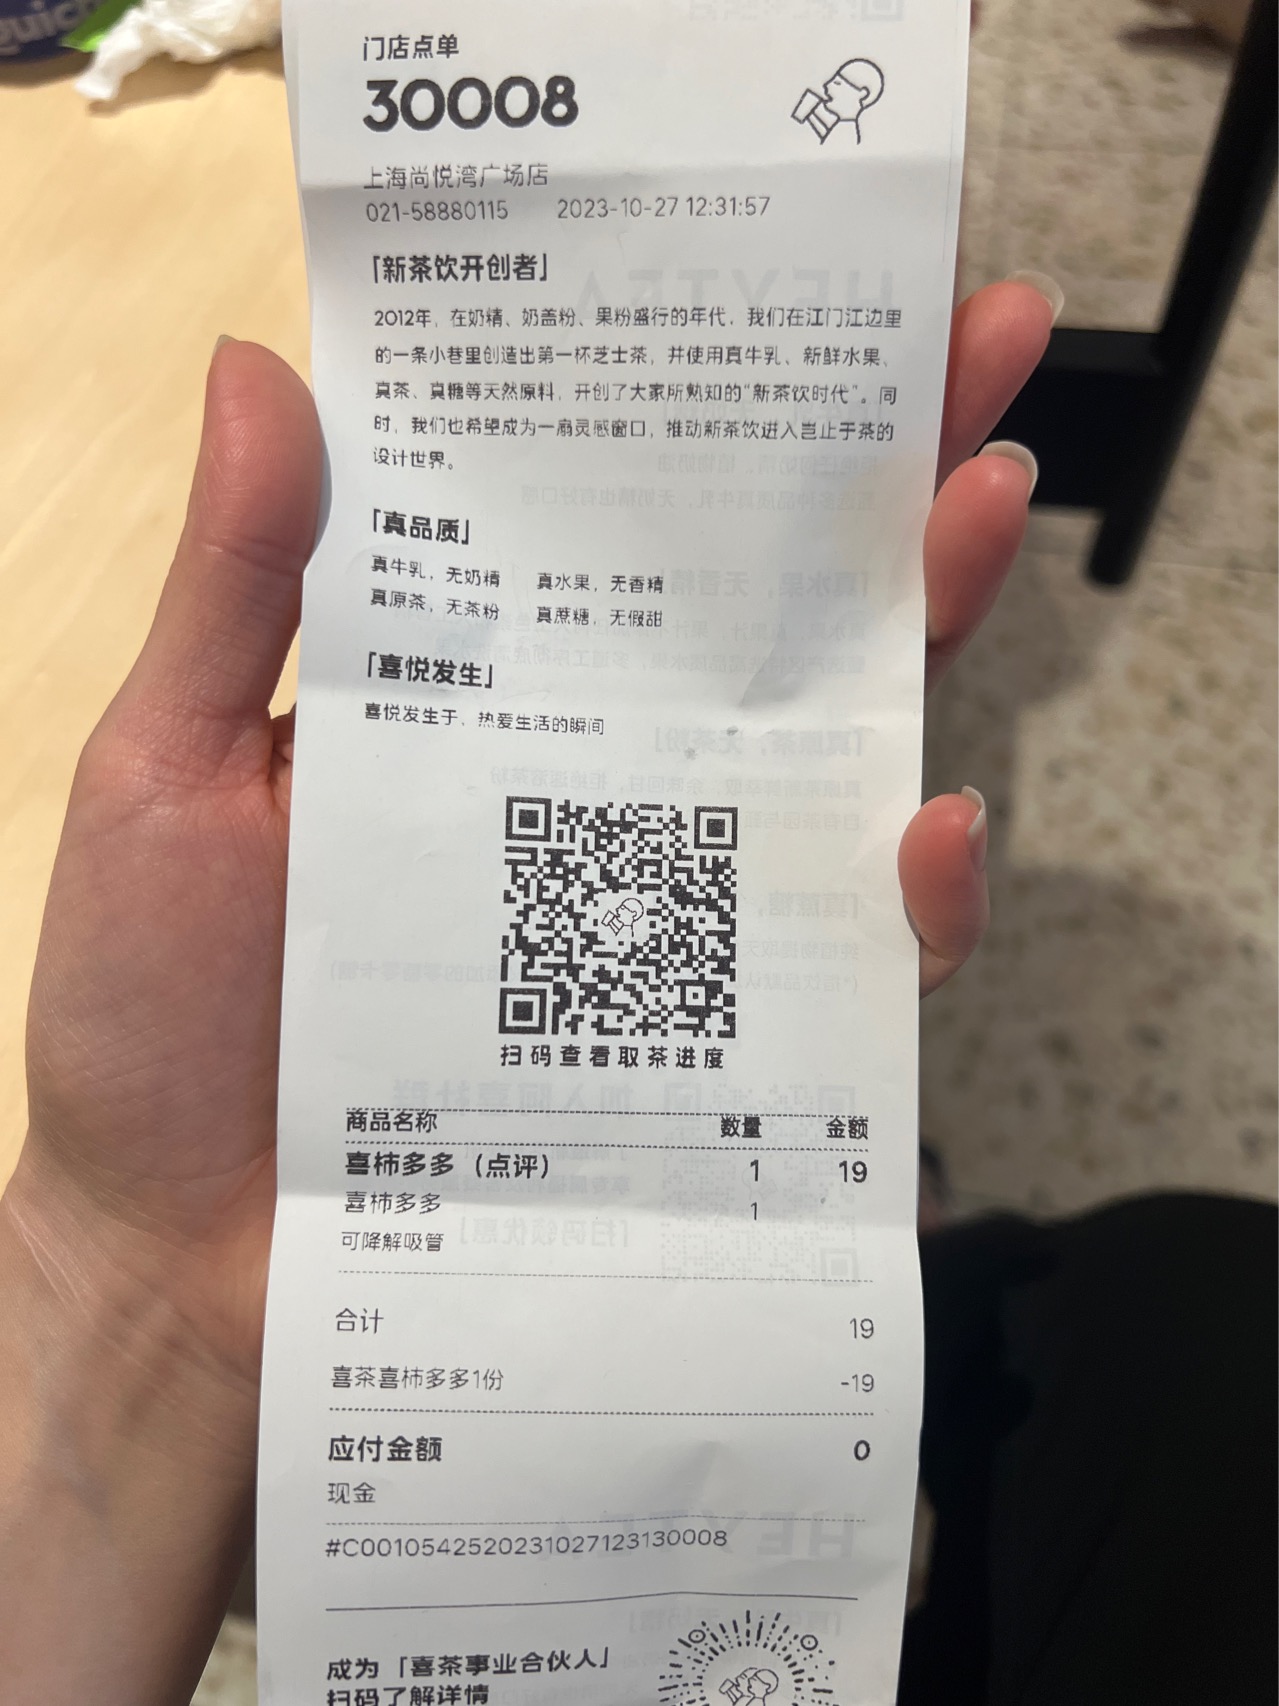 门店点单
30008
上海尚悦湾广场店
021-58880115 2023-10-27 12:31:57
「新茶饮开创者」
2012年,在奶精、奶盖粉、果粉盛行的年代,我们在江门江边里
的一条小巷里创造出第一杯芝士茶,并使用真牛乳、新鲜水果、
真茶、真糖等天然原料,开创了大家所熟知的“新茶饮时代”。同
时,我们也希望成为一扇灵感窗口,推动新茶饮进入岂止于茶的
设计世界。
「真品质」
真牛乳,无奶精 真水果,无香精
真原茶,无茶粉 真蔗糖,无假甜
「喜悦发生」
喜悦发生于,热爱生活的瞬间
扫码查看取茶进度
商品名称 数量 金额
喜柿多多(点评) 1 19
喜柿多多 1
可降解吸管
合计 19
喜茶喜柿多多1份 -19
应付金额 0
现金
#C0010542520231027123130008
成为「喜茶事业合伙人」
扫码了解详情